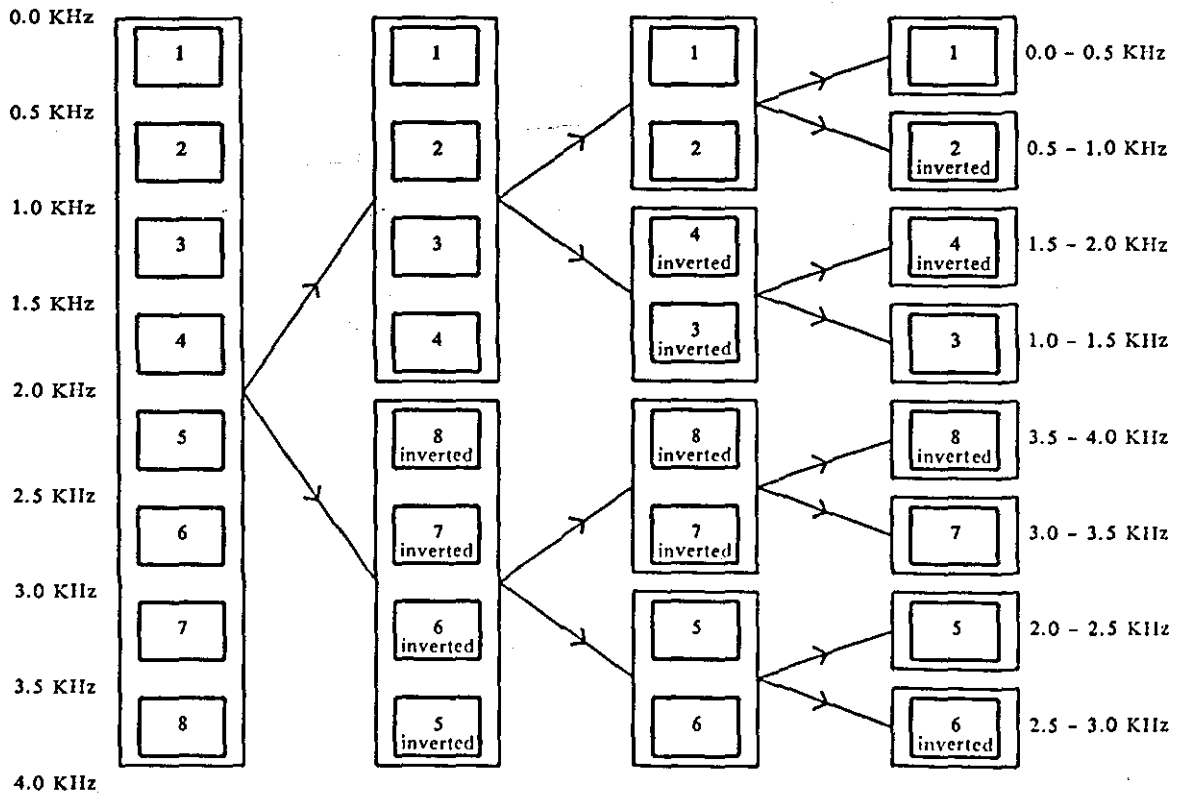 0.0 KHz
0.5 KHz
1.0 KHz
1.5 KHz
2.0 KHz
2.5 KHz
3.0 KHz
3.5 KHz
4.0 KHz
1
2
3
4
5
6
7
8
1
2
3
4
8
inverted
7
inverted
6
inverted
5
inverted
1
2
4
inverted
3
inverted
8
inverted
7
inverted
5
6
1
0.0 - 0.5 KHz
2
inverted
0.5 - 1.0 KHz
4
inverted
1.5 - 2.0 KHz
3
1.0 - 1.5 KHz
8
inverted
3.5 - 4.0 KHz
7
3.0 - 3.5 KHz
5
2.0 - 2.5 KHz
6
inverted
2.5 - 3.0 KHz